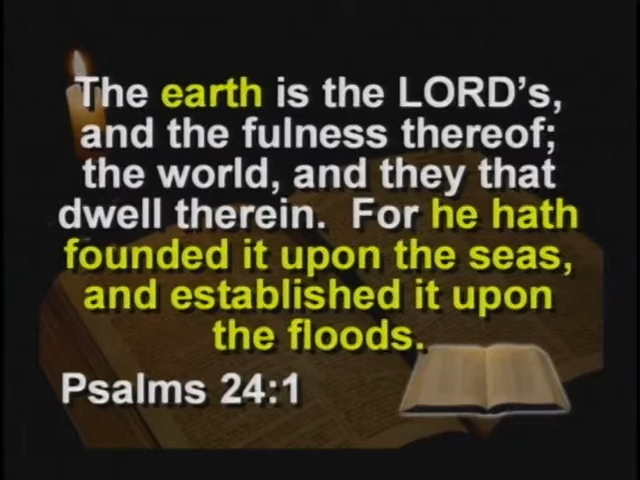 The earth is the LORD's,
and the fulness thereof;
the world, and they that
dwell therein.  For he hath
founded it upon the seas,
and established it upon
the floods.
Psalms 24:1